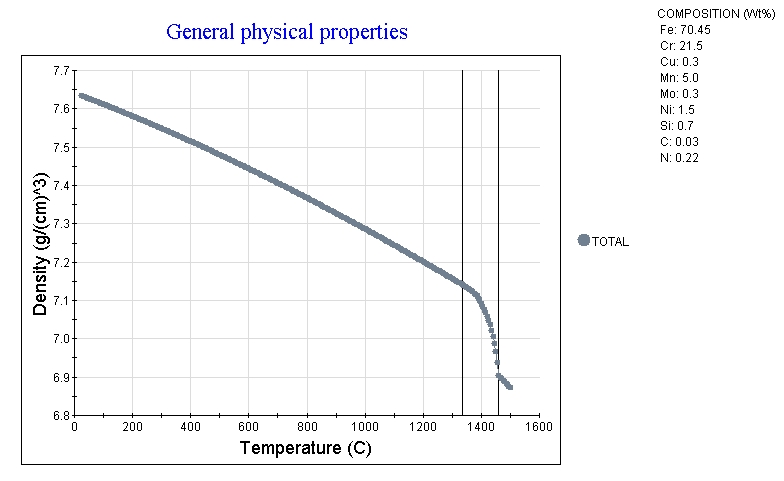 General physical properties
COMPOSITION (Wt%)
Fe: 70.45
Cr: 21.5
Cu: 0.3
Mn: 5.0
Mo: 0.3
Ni: 1.5
Si: 0.7
C: 0.03
N: 0.22
7.7
7.6
7.5
7.4
7.3
7.2
7.1
7.0
6.9
6.8
Density (g/(cm)^3)
0 200 400 600 800 1000 1200 1400 1600
Temperature (C)
TOTAL